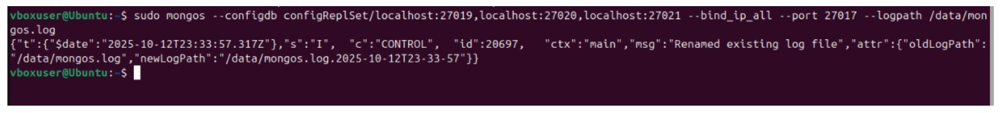 vboxuser@Ubuntu:~$ sudo mongos --configdb configReplSet/localhost:27019,localhost:27020,localhost:27021 --bind_ip_all --port 27017 --logpath /data/mon
gos.log
{"t":{"$date":"2025-10-12T23:33:57.317Z"},"s":"I",  "c":"CONTROL",  "id":20697,   "ctx":"main","msg":"Renamed existing log file","attr":{"oldLogPath":
"/data/mongos.log","newLogPath":"/data/mongos.log.2025-10-12T23-33-57"}}
vboxuser@Ubuntu:~$